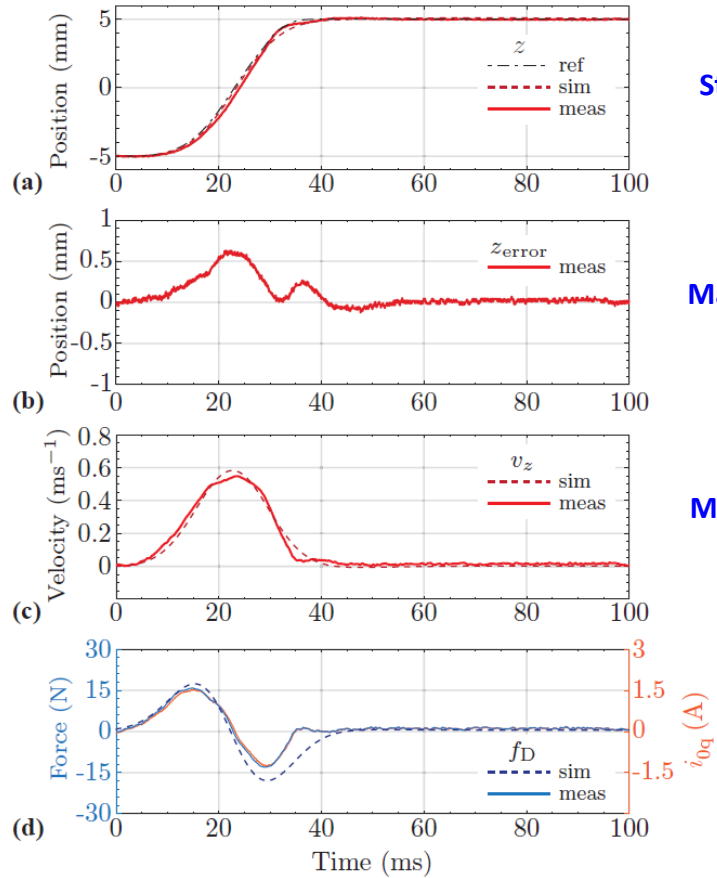 5
0
-5
Position (mm)
z
ref
sim
meas
0 20 40 60 80 100
(a)
1
0.5
0
-0.5
-1
Position (mm)
z_error
meas
0 20 40 60 80 100
(b)
0.8
0.6
0.4
0.2
0
Velocity (ms⁻¹)
v_z
sim
meas
0 20 40 60 80 100
(c)
30
15
0
-15
-30
Force (N)
3
1.5
0
-1.5
i_0q (A)
f_D
sim
meas
0 20 40 60 80 100
(d)
Time (ms)
St
Ma
M